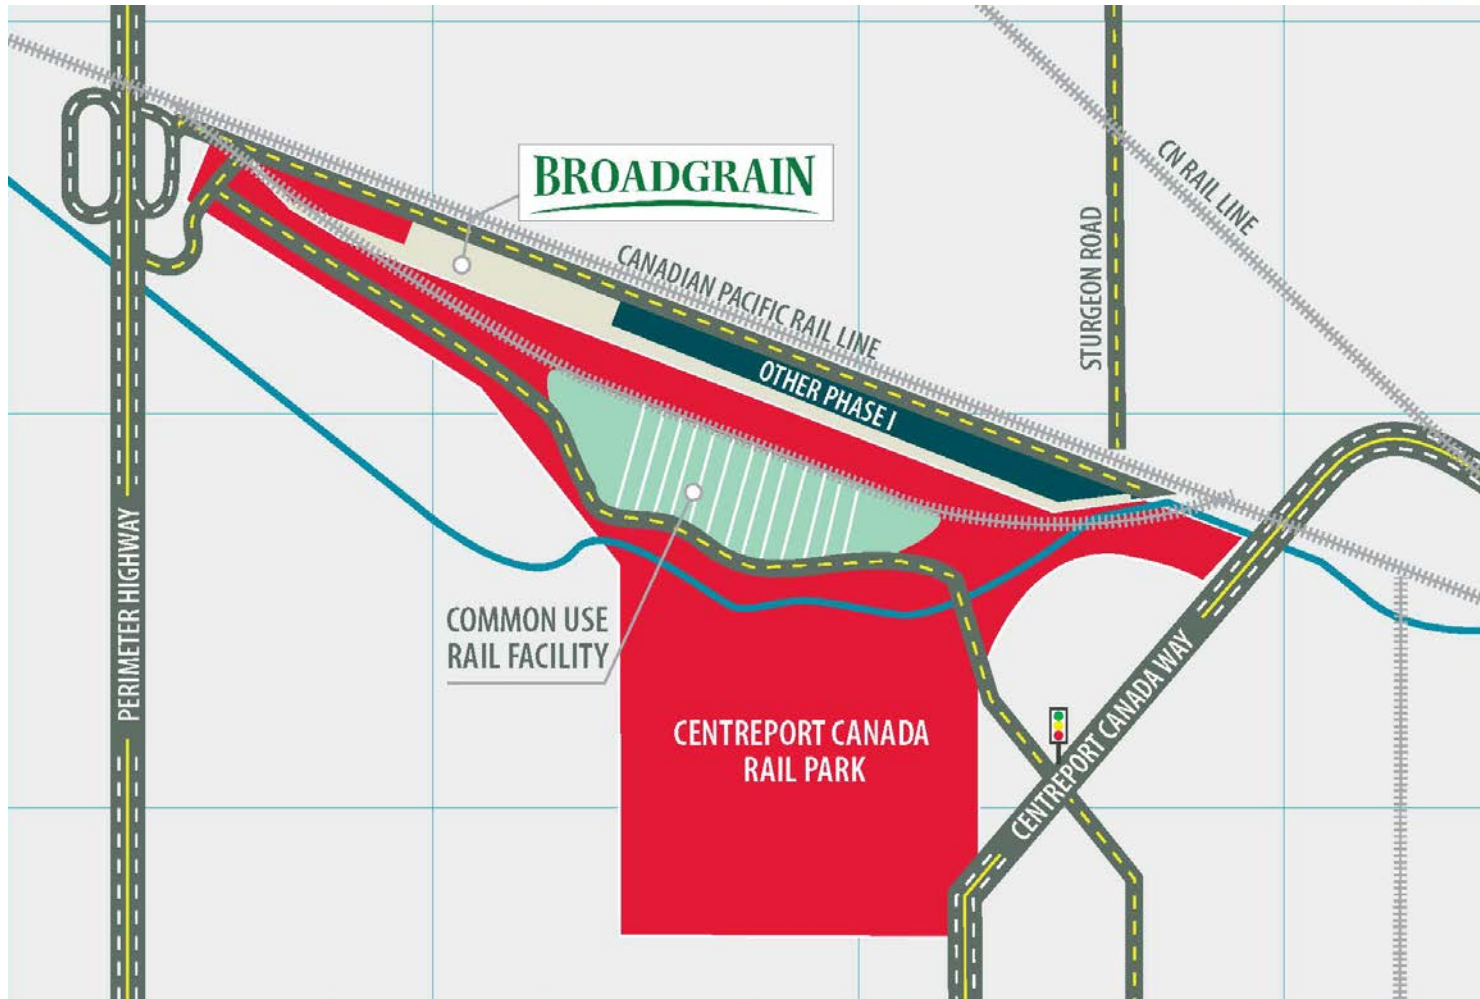 BROADGRAIN
CANADIAN PACIFIC RAIL LINE
CN RAIL LINE
STURGEON ROAD
OTHER PHASE I
PERIMETER HIGHWAY
COMMON USE
RAIL FACILITY
CENTREPORT CANADA
RAIL PARK
CENTREPORT CANADA WAY